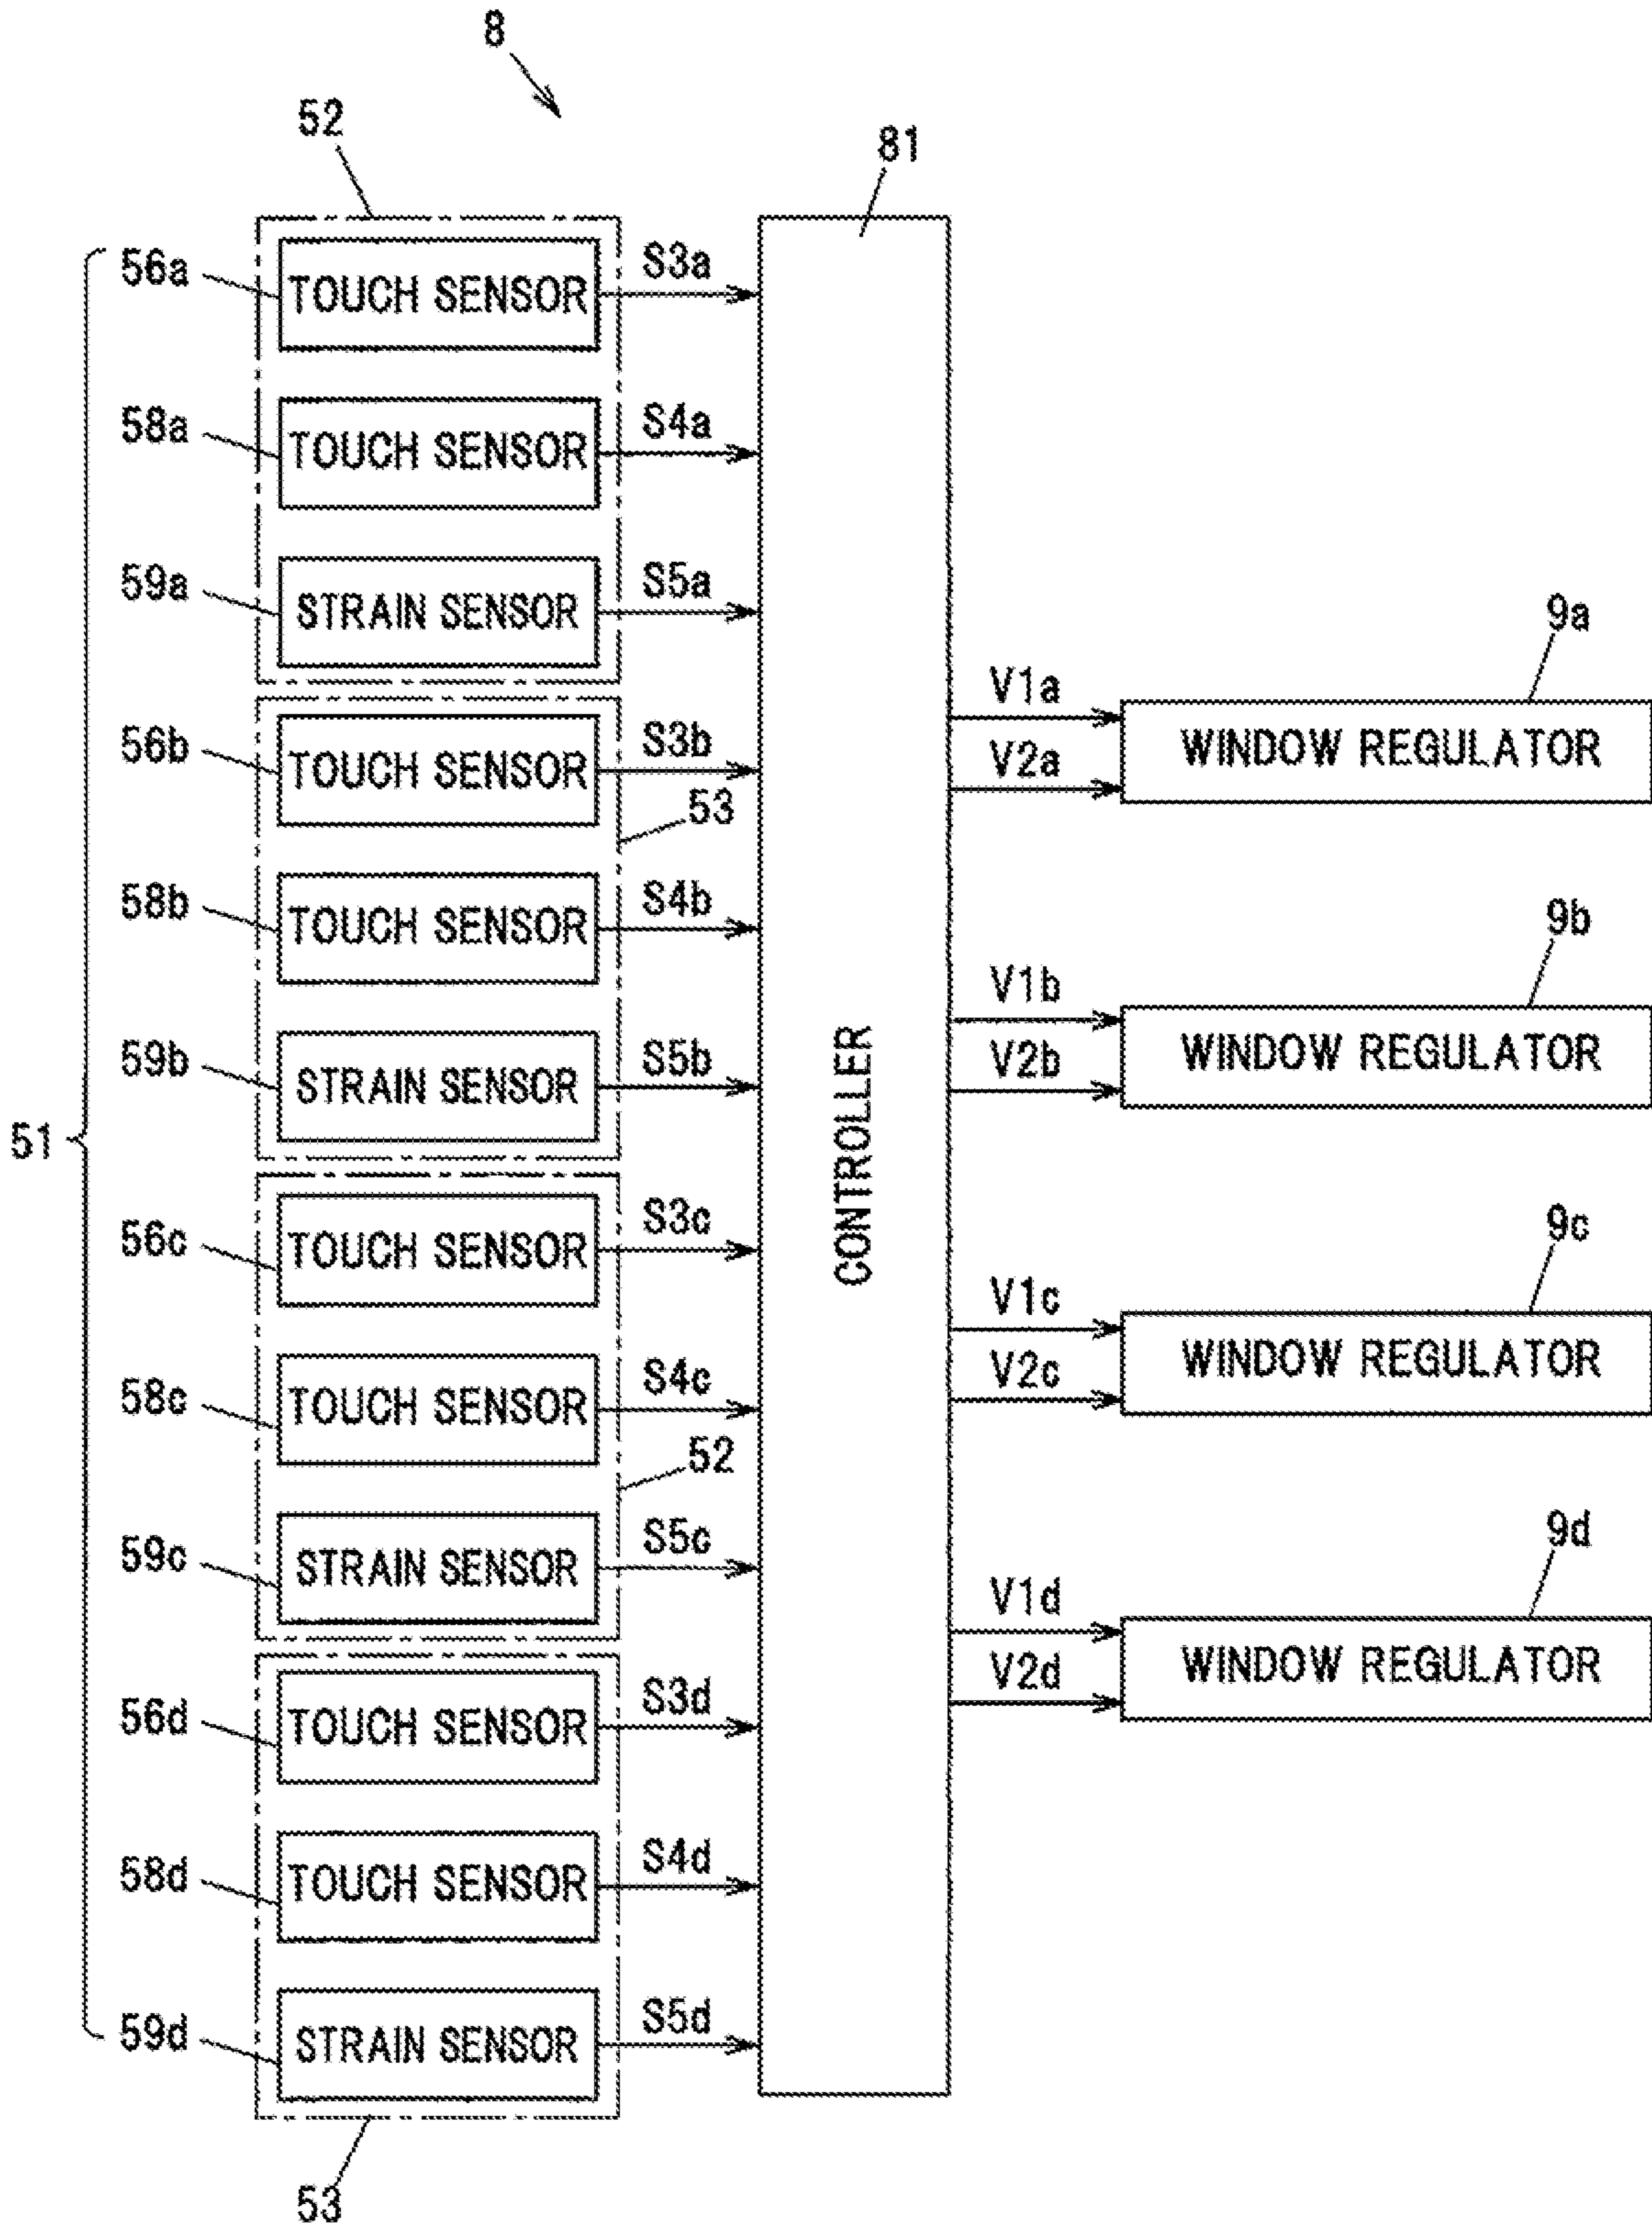 8
52
81
56a
TOUCH SENSOR
S3a
58a
TOUCH SENSOR
S4a
59a
STRAIN SENSOR
S5a
9a
V1a
V2a
WINDOW REGULATOR
56b
TOUCH SENSOR
S3b
53
58b
TOUCH SENSOR
S4b
9b
V1b
V2b
WINDOW REGULATOR
59b
STRAIN SENSOR
S5b
51
CONTROLLER
56c
TOUCH SENSOR
S3c
9c
V1c
V2c
WINDOW REGULATOR
58c
TOUCH SENSOR
S4c
52
59c
STRAIN SENSOR
S5c
9d
V1d
V2d
WINDOW REGULATOR
56d
TOUCH SENSOR
S3d
58d
TOUCH SENSOR
S4d
59d
STRAIN SENSOR
S5d
53